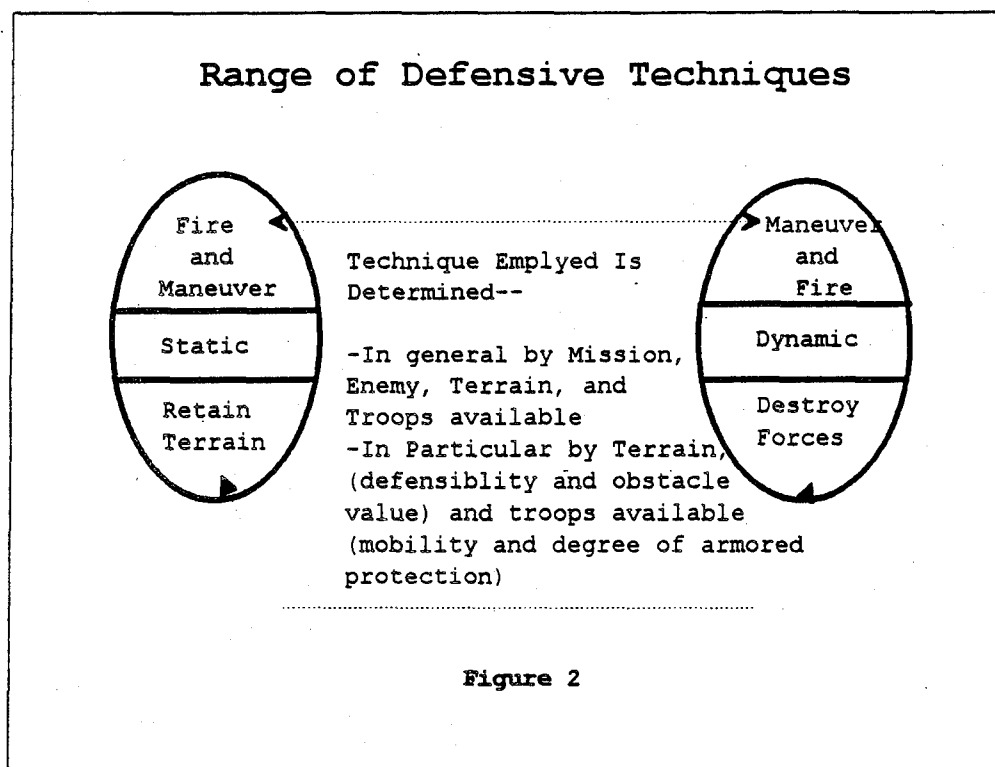 Range of Defensive Techniques
Fire
and
Maneuver
Static
Retain
Terrain
Technique Emplyed Is
Determined--
-In general by Mission,
Enemy, Terrain, and
Troops available
-In Particular by Terrain,
(defensiblity and obstacle
value) and troops available
(mobility and degree of armored
protection)
Maneuver
and
Fire
Dynamic
Destroy
Forces
Figure 2